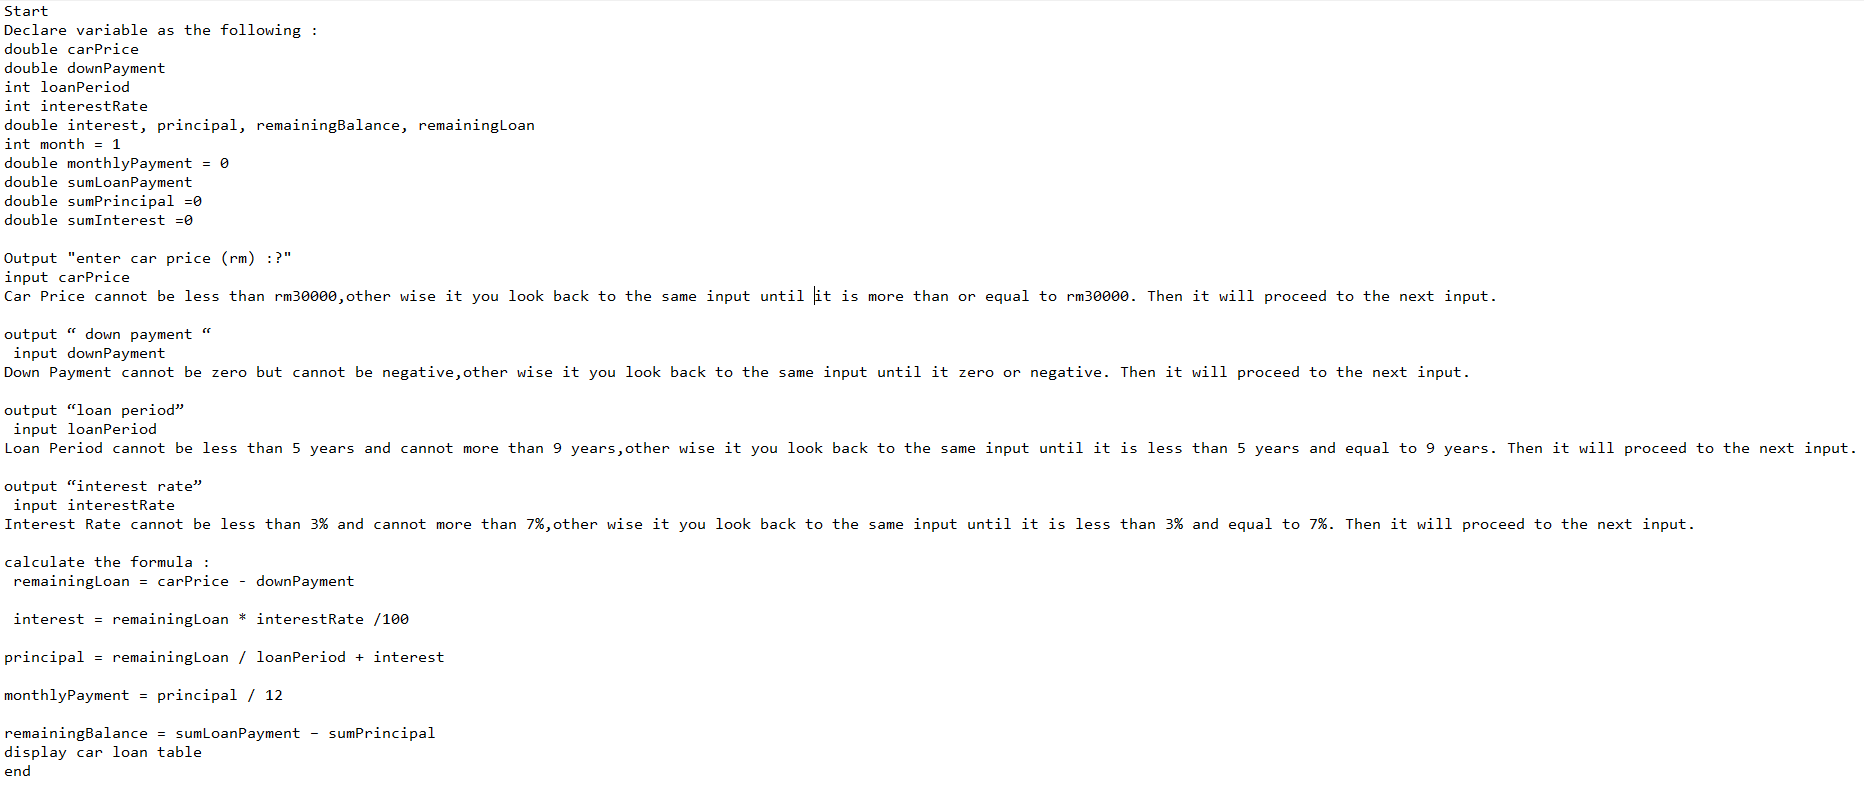 Start
Declare variable as the following :
double carPrice
double downPayment
int loanPeriod
int interestRate
double interest, principal, remainingBalance, remainingLoan
int month = 1
double monthlyPayment = 0
double sumLoanPayment
double sumPrincipal =0
double sumInterest =0

Output "enter car price (rm) :?"
input carPrice
Car Price cannot be less than rm30000,other wise it you look back to the same input until it is more than or equal to rm30000. Then it will proceed to the next input.

output “ down payment “
 input downPayment
Down Payment cannot be zero but cannot be negative,other wise it you look back to the same input until it zero or negative. Then it will proceed to the next input.

output “loan period”
 input loanPeriod
Loan Period cannot be less than 5 years and cannot more than 9 years,other wise it you look back to the same input until it is less than 5 years and equal to 9 years. Then it will proceed to the next input.

output “interest rate”
 input interestRate
Interest Rate cannot be less than 3% and cannot more than 7%,other wise it you look back to the same input until it is less than 3% and equal to 7%. Then it will proceed to the next input.

calculate the formula :
 remainingLoan = carPrice - downPayment

 interest = remainingLoan * interestRate /100

principal = remainingLoan / loanPeriod + interest

monthlyPayment = principal / 12

remainingBalance = sumLoanPayment – sumPrincipal
display car loan table
end